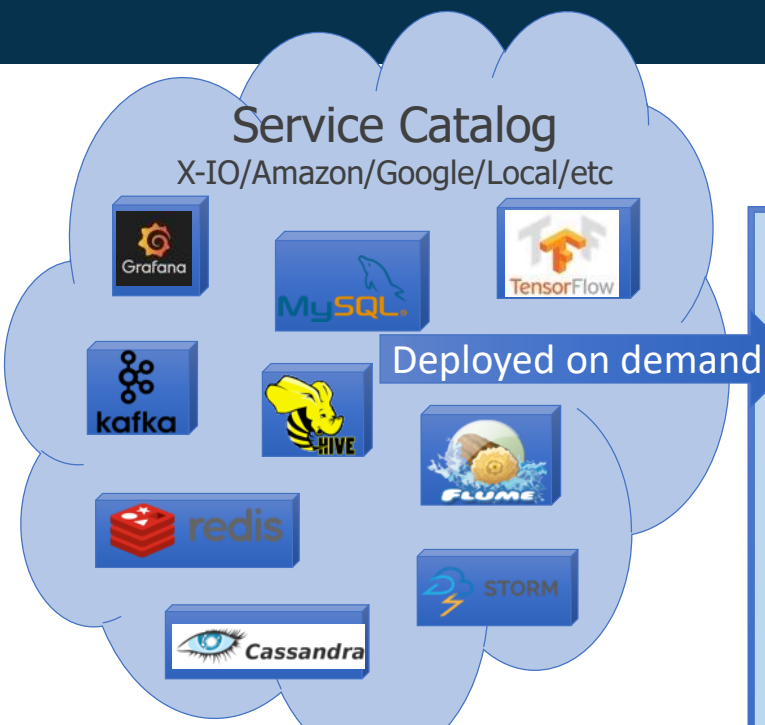 Service Catalog
X-IO/Amazon/Google/Local/etc
Grafana
MySQL®
TensorFlow
Deployed on demand
kafka
HIVE
FLUME
redis
STORM
Cassandra